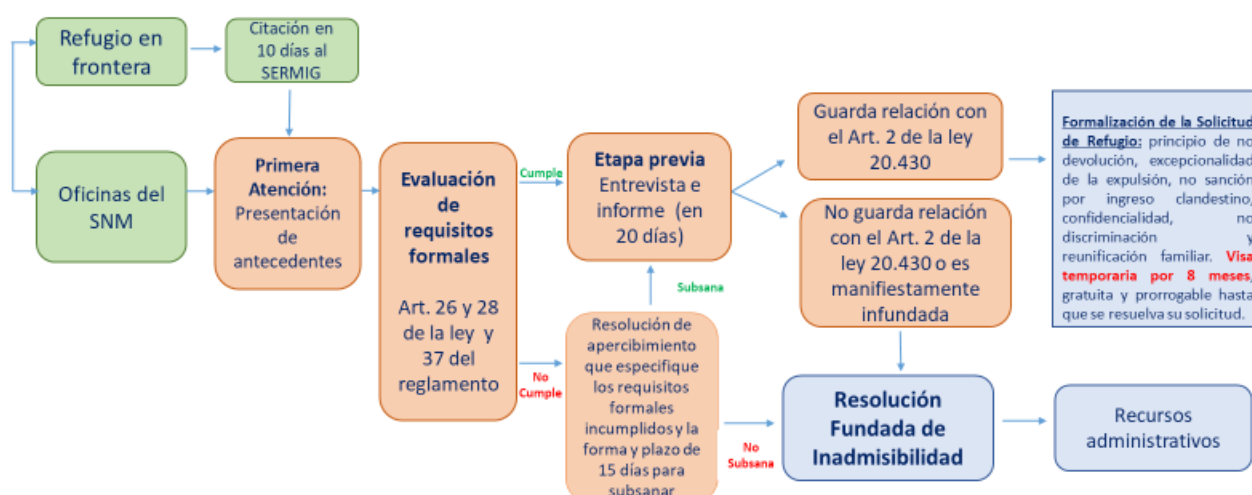 Refugio en
frontera
Citación en
10 días al
SERMIG
Oficinas del
SNM
Primera
Atención:
Presentación
de
antecedentes
Evaluación
de
requisitos
formales
Art. 26 y 28
de la ley y
37 del
reglamento
Cumple
No
Cumple
Etapa previa
Entrevista e
informe (en
20 días)
Subsana
Resolución de
apercibimiento
que especifique
los requisitos
formales
incumplidos y la
forma y plazo de
15 días para
subsanar
No
Subsana
Guarda relación con
el Art. 2 de la ley
20.430
No guarda relación
con el Art. 2 de la
ley 20.430 o es
manifiestamente
infundada
Formalización de la Solicitud
de Refugio: principio de no
devolución, excepcionalidad
de la expulsión, no sanción
por ingreso clandestino,
confidencialidad, no
discriminación y
reunificación familiar. Visa
temporaria por 8 meses,
gratuita y prorrogable hasta
que se resuelva su solicitud.
Resolución
Fundada de
Inadmisibilidad
Recursos
administrativos